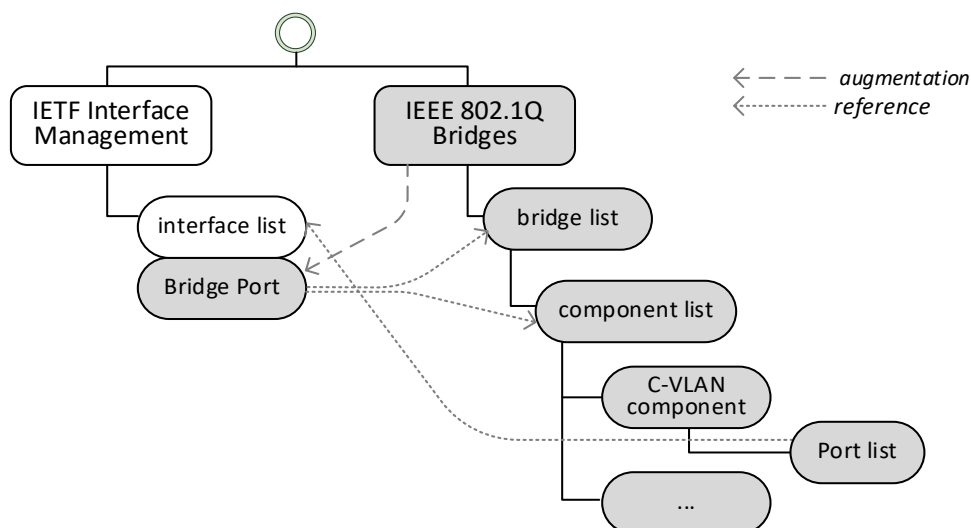 IETF Interface
Management
IEEE 802.1Q
Bridges
augmentation
reference
interface list
Bridge Port
bridge list
component list
C-VLAN
component
Port list
...